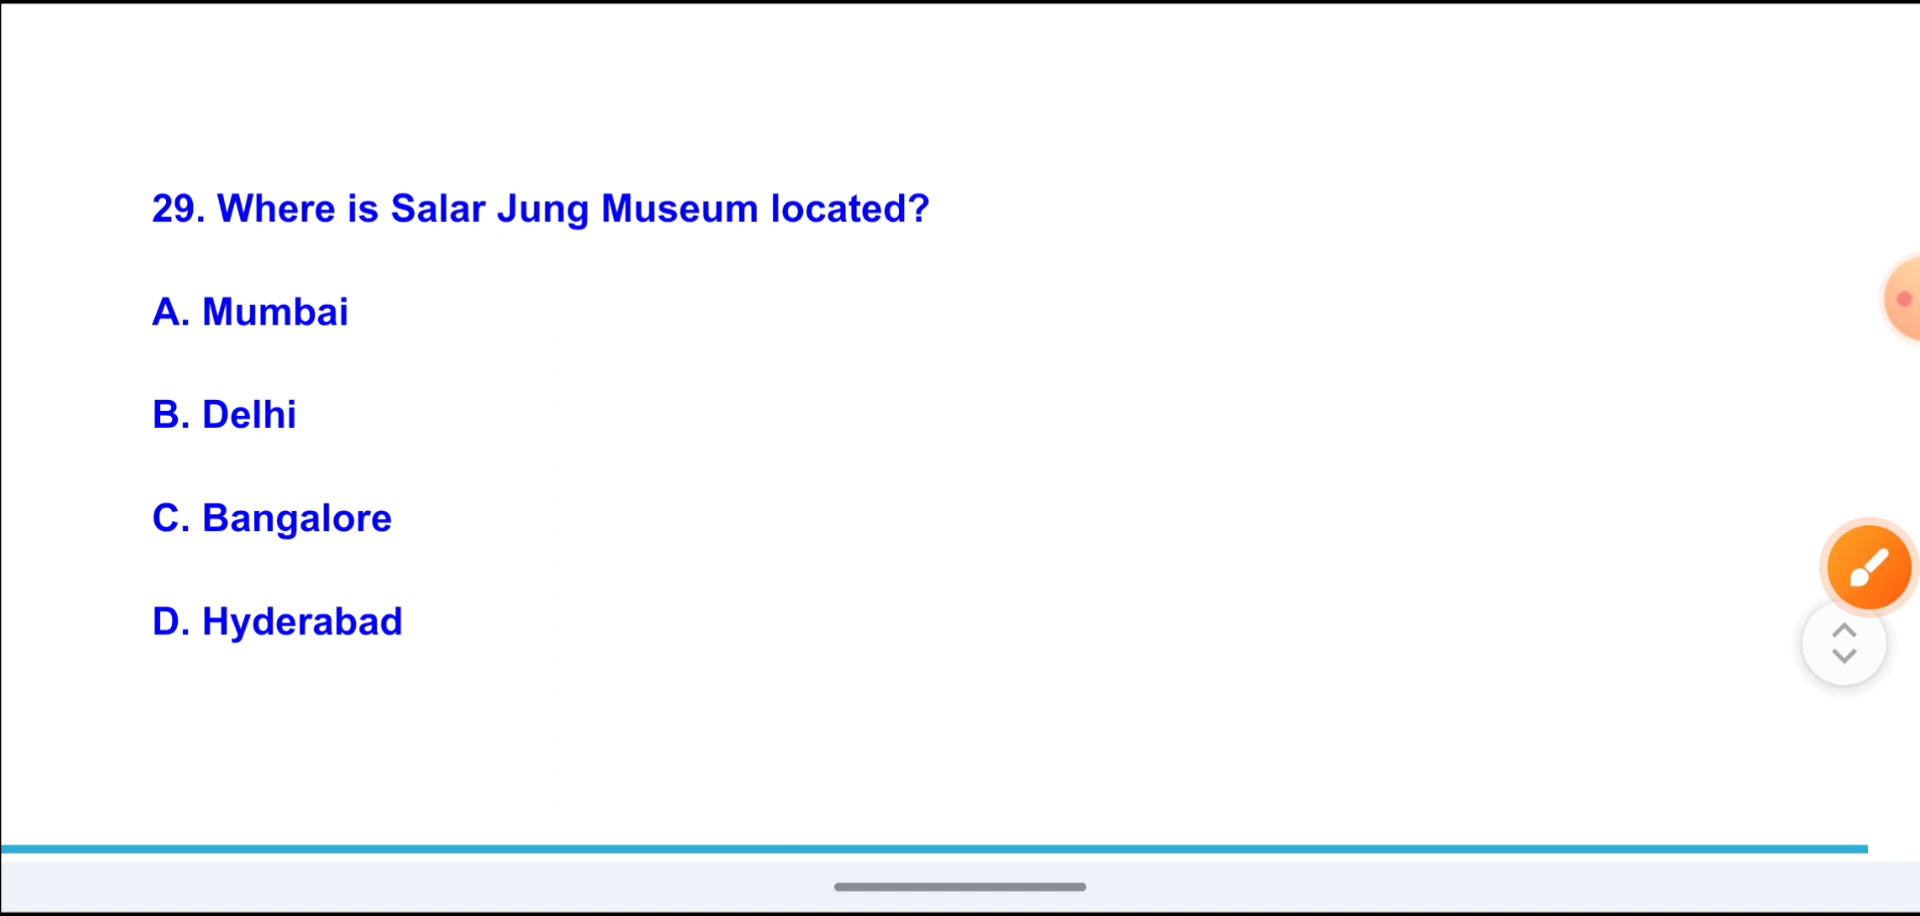 29. Where is Salar Jung Museum located?
A. Mumbai
B. Delhi
C. Bangalore
D. Hyderabad